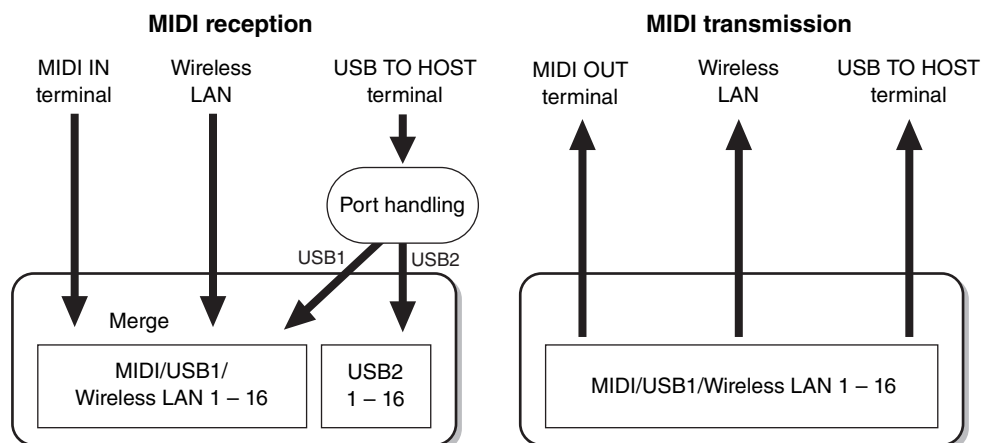 MIDI reception
MIDI IN
terminal
Wireless
LAN
USB TO HOST
terminal
Port handling
USB1
USB2
Merge
MIDI/USB1/
Wireless LAN 1 – 16
USB2
1 – 16
MIDI transmission
MIDI OUT
terminal
Wireless
LAN
USB TO HOST
terminal
MIDI/USB1/Wireless LAN 1 – 16